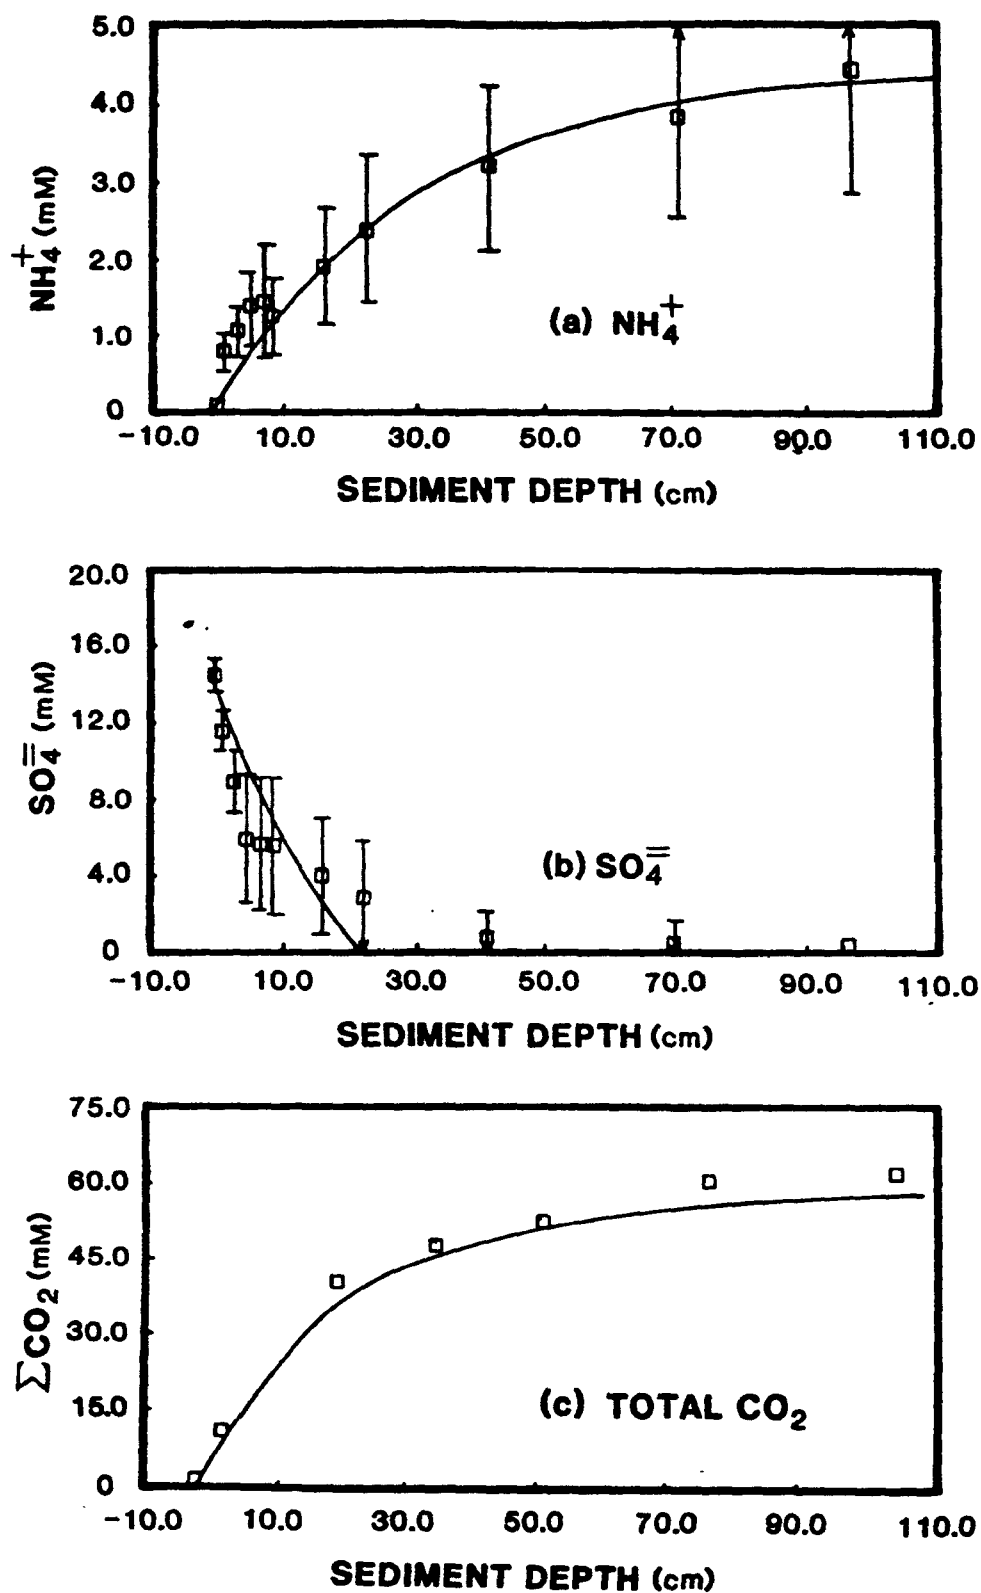 5.0
4.0
3.0
2.0
1.0
0
NH₄⁺ (mM)
(a) NH₄⁺
-10.0 10.0 30.0 50.0 70.0 90.0 110.0
SEDIMENT DEPTH (cm)
20.0
16.0
12.0
8.0
4.0
0
SO₄⁼ (mM)
(b) SO₄⁼
-10.0 10.0 30.0 50.0 70.0 90.0 110.0
SEDIMENT DEPTH (cm)
75.0
60.0
45.0
30.0
15.0
0
ΣCO₂ (mM)
(c) TOTAL CO₂
-10.0 10.0 30.0 50.0 70.0 90.0 110.0
SEDIMENT DEPTH (cm)